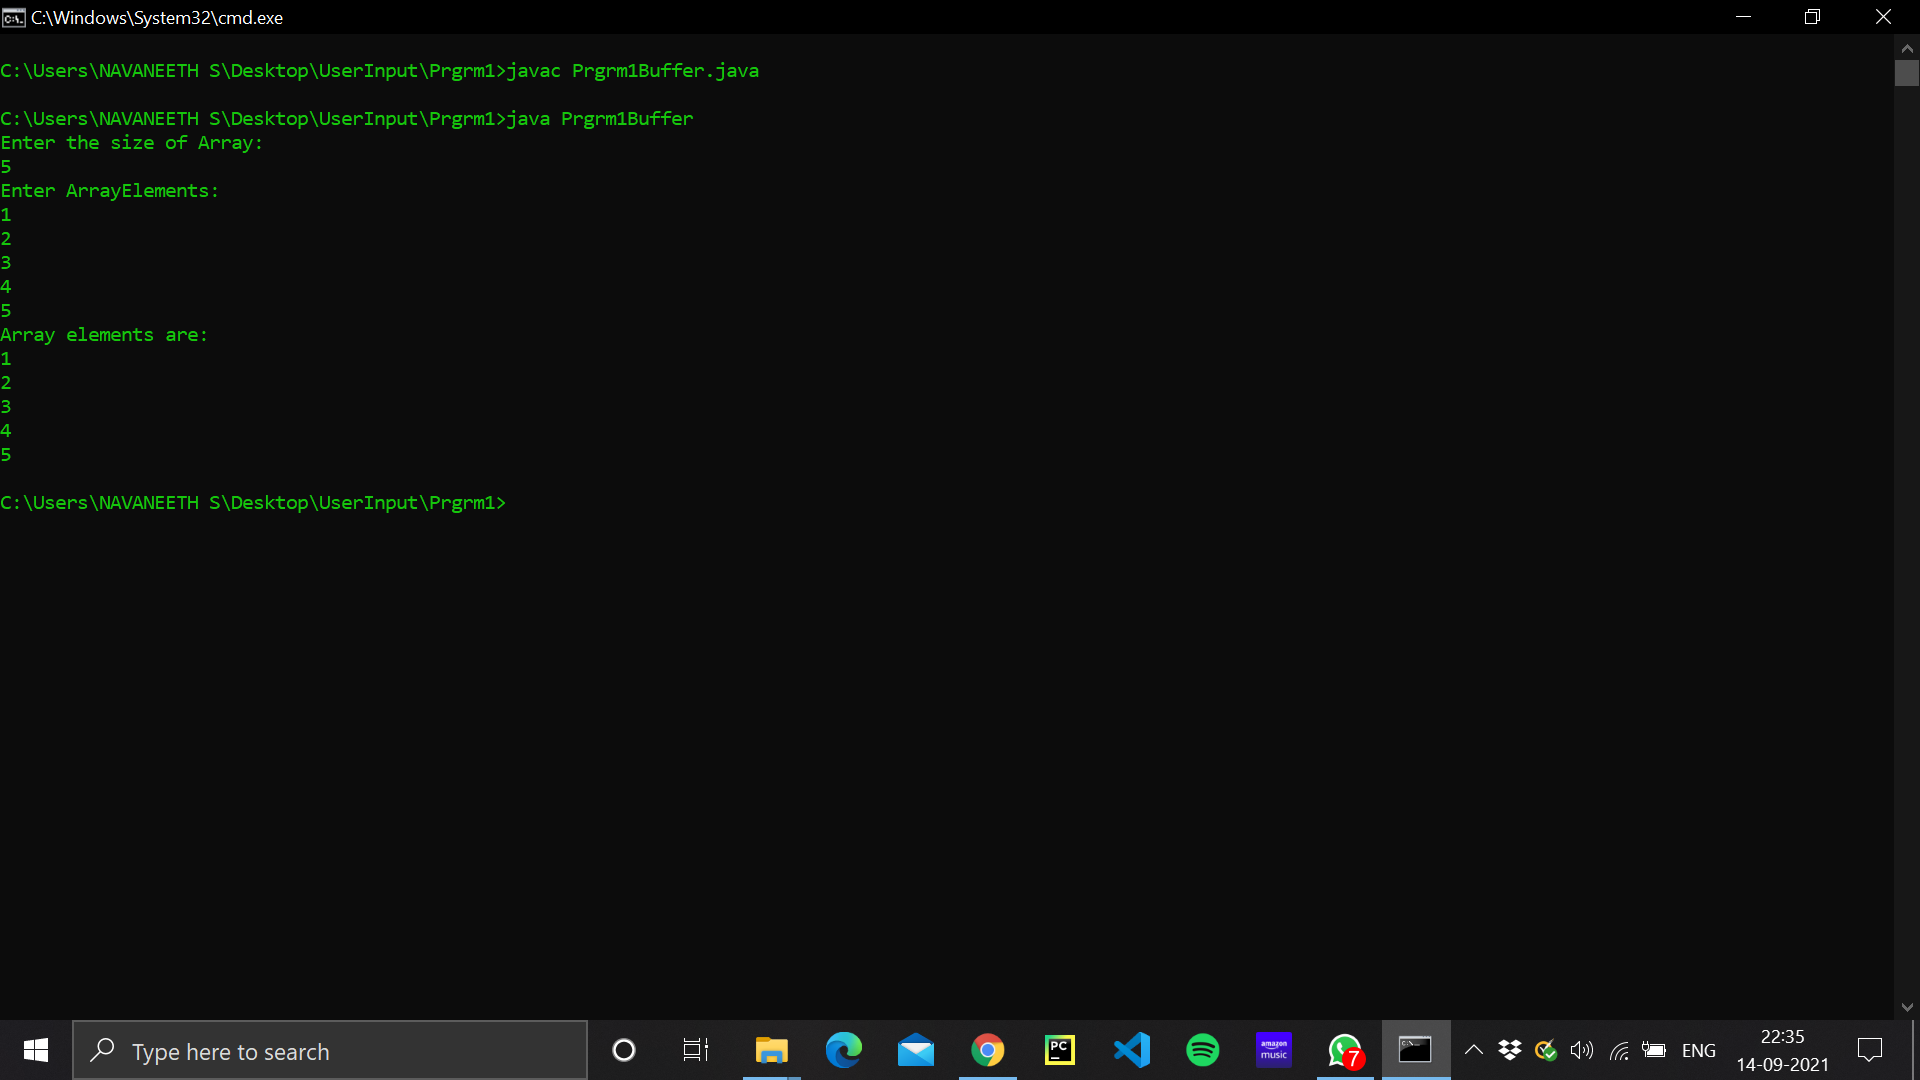 C:\Windows\System32\cmd.exe
C:\Users\NAVANEETH S\Desktop\UserInput\Prgrm1>javac Prgrm1Buffer.java
C:\Users\NAVANEETH S\Desktop\UserInput\Prgrm1>java Prgrm1Buffer
Enter the size of Array:
5
Enter ArrayElements:
1
2
3
4
5
Array elements are:
1
2
3
4
5
C:\Users\NAVANEETH S\Desktop\UserInput\Prgrm1>
Type here to search
PC
amazon
music
7
ENG
22:35
14-09-2021